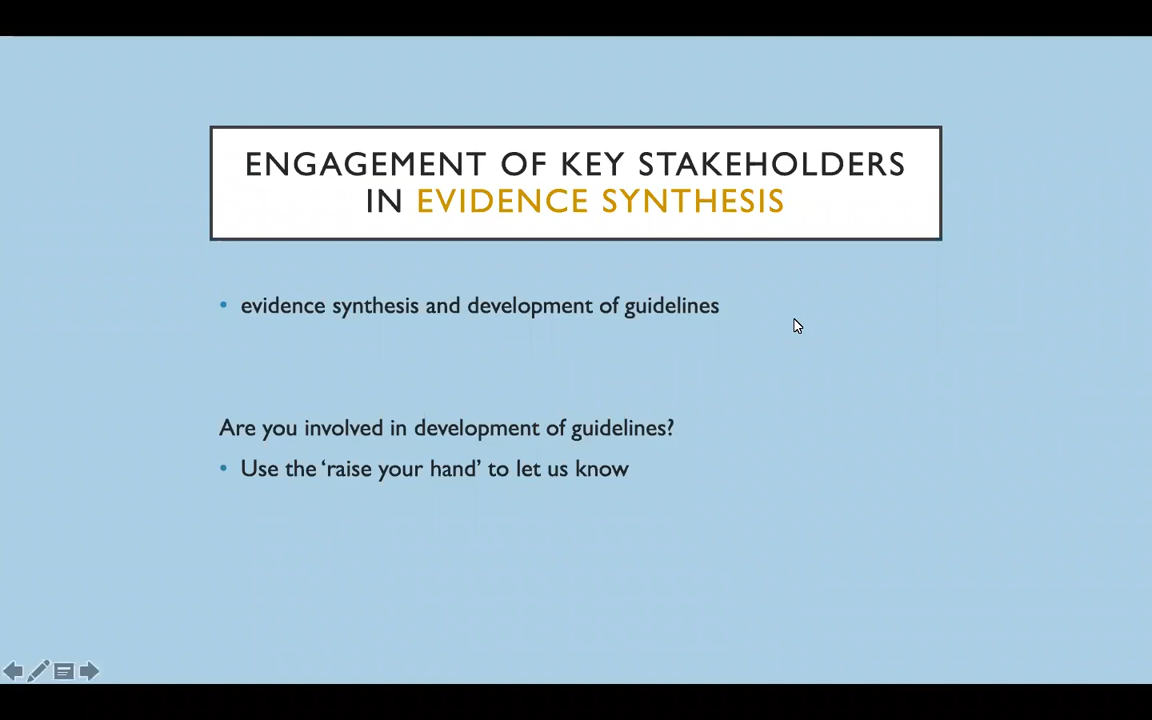 ENGAGEMENT OF KEY STAKEHOLDERS
IN EVIDENCE SYNTHESIS
• evidence synthesis and development of guidelines
Are you involved in development of guidelines?
• Use the ‘raise your hand’ to let us know